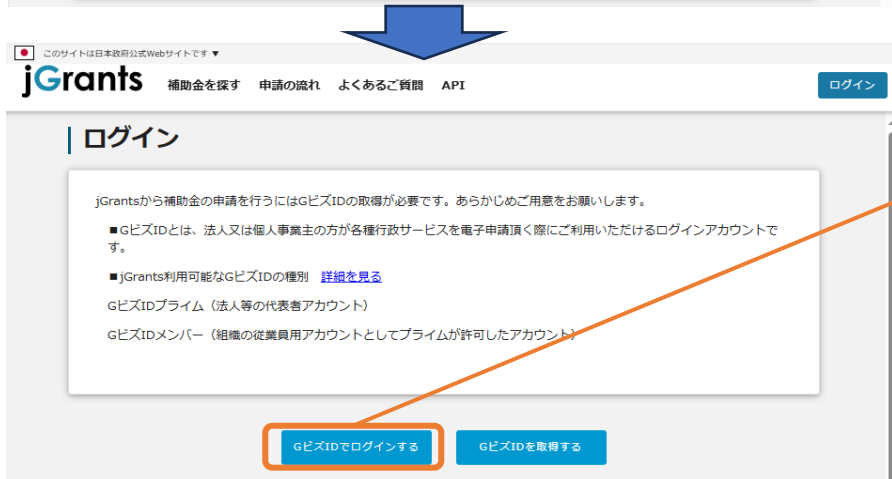 このサイトは日本政府公式Webサイトです ▼
jGrants 補助金を探す 申請の流れ よくあるご質問 API ログイン
ログイン
jGrantsから補助金の申請を行うにはGビズIDの取得が必要です。あらかじめご用意をお願いします。
■GビズIDとは、法人又は個人事業主の方が各種行政サービスを電子申請頂く際にご利用いただけるログインアカウントで
す。
■jGrants利用可能なGビズIDの種別 詳細を見る
GビズIDプライム（法人等の代表者アカウント）
GビズIDメンバー（組織の従業員用アカウントとしてプライムが許可したアカウント）
GビズIDでログインする GビズIDを取得する